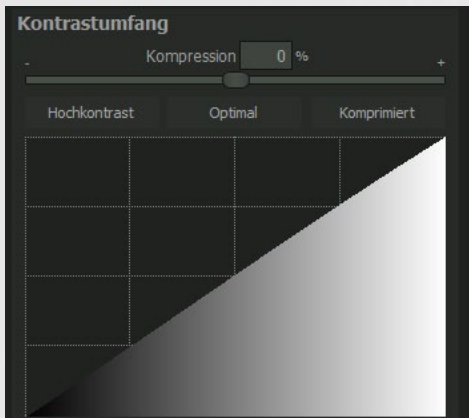 Kontrastumfang
Kompression 0 %
- +
Hochkontrast Optimal Komprimiert